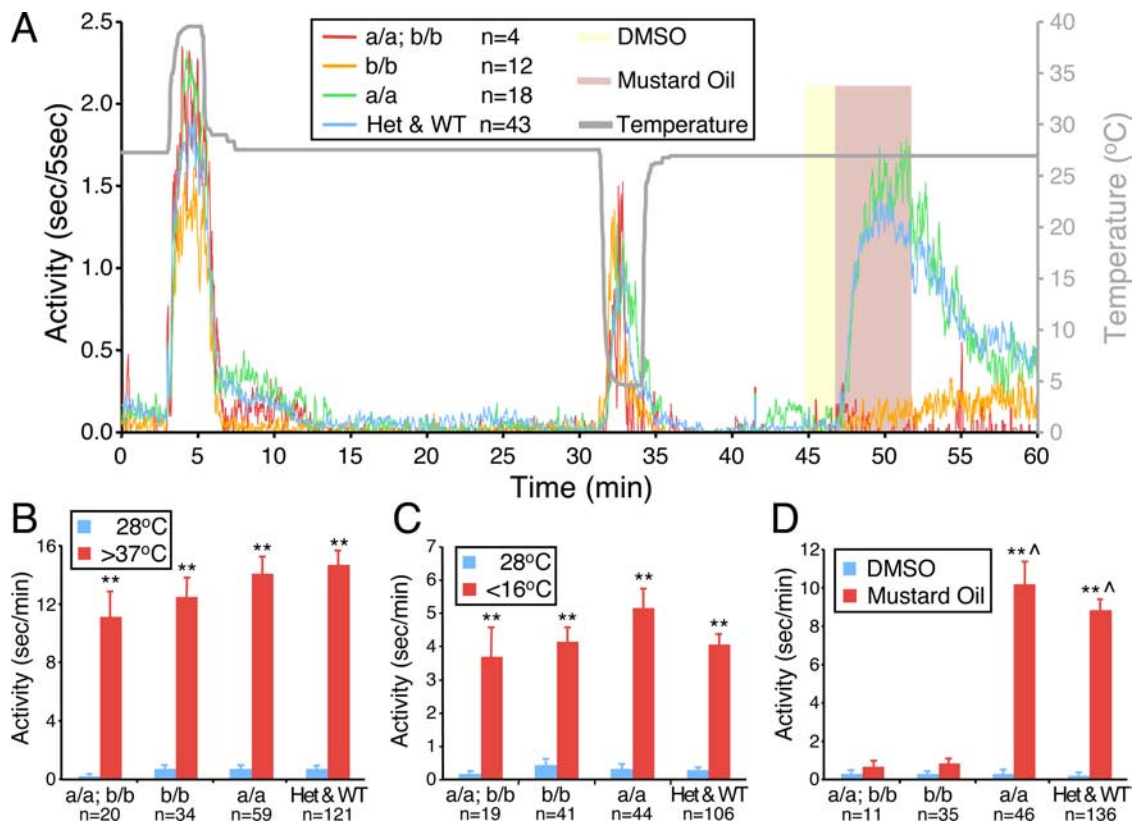 A
a/a; b/b n=4
b/b n=12
a/a n=18
Het & WT n=43
DMSO
Mustard Oil
Temperature
Activity (sec/5sec)
2.5
2.0
1.5
1.0
0.5
0.0
0 5 10 15 20 25 30 35 40 45 50 55 60
Time (min)
40
35
30
25
20
15
10
5
0
Temperature (ºC)
B
28ºC
>37ºC
Activity (sec/min)
16
12
8
4
0
** ** ** **
a/a; b/b b/b a/a Het & WT
n=20 n=34 n=59 n=121
C
28ºC
<16ºC
Activity (sec/min)
7
6
5
4
3
2
1
0
** ** ** **
a/a; b/b b/b a/a Het & WT
n=19 n=41 n=44 n=106
D
DMSO
Mustard Oil
Activity (sec/min)
12
10
8
6
4
2
0
**^ **^
a/a; b/b b/b a/a Het & WT
n=11 n=35 n=46 n=136